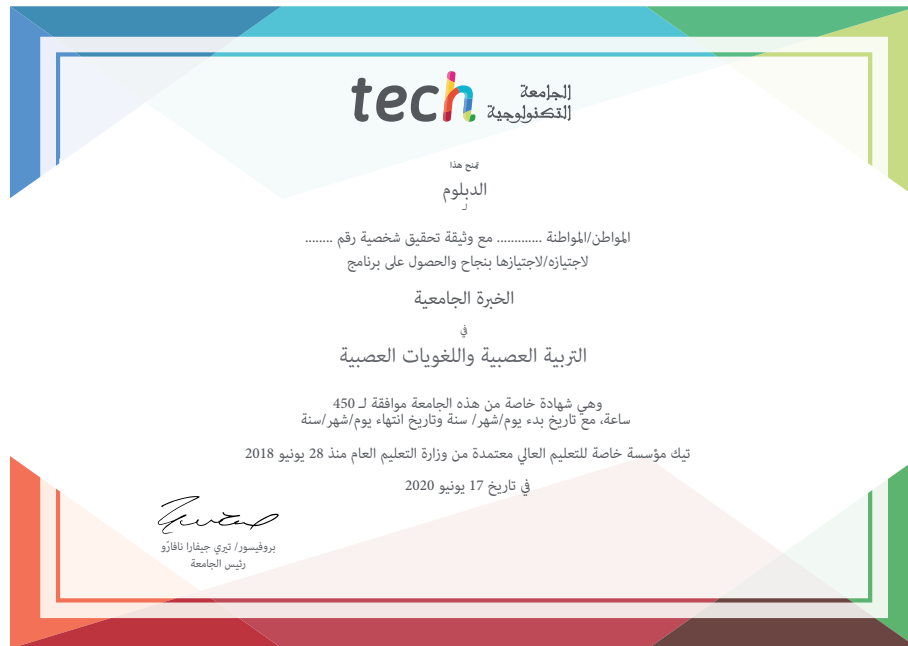 tech الجامعة
التكنولوجية
يمنح هذا
الدبلوم
لـ
المواطن/المواطنة ............. مع وثيقة تحقيق شخصية رقم ........
لاجتيازه/لاجتيازها بنجاح والحصول على برنامج
الخبرة الجامعية
في
التربية العصبية واللغويات العصبية
وهي شهادة خاصة من هذه الجامعة موافقة لـ 450
ساعة، مع تاريخ بدء يوم/شهر/ سنة وتاريخ انتهاء يوم/شهر/سنة
تيك مؤسسة خاصة للتعليم العالي معتمدة من وزارة التعليم العام منذ 28 يونيو 2018
في تاريخ 17 يونيو 2020
بروفيسور/ تيري جيفارا نافارّو
رئيس الجامعة